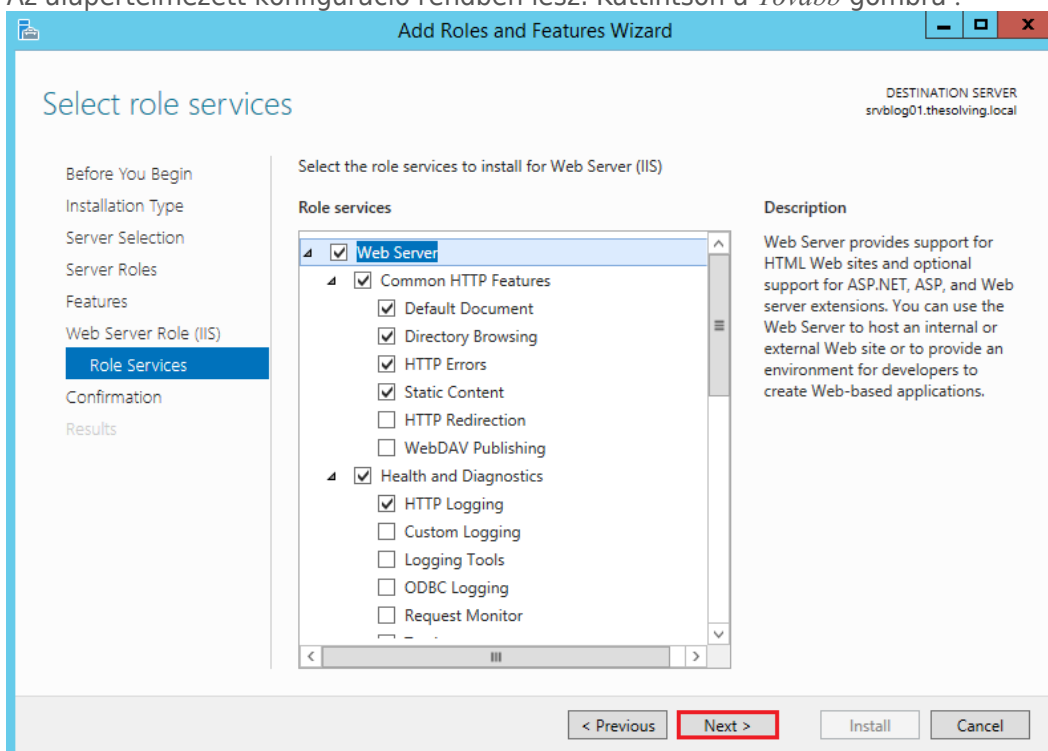 Az alapértelmezett konfiguráció rendben lesz. Kattintson a Tovább gombra .
Add Roles and Features Wizard
Select role services
DESTINATION SERVER
srvblog01.thesolving.local
Before You Begin
Installation Type
Server Selection
Server Roles
Features
Web Server Role (IIS)
Role Services
Confirmation
Results
Select the role services to install for Web Server (IIS)
Role services
Web Server
Common HTTP Features
Default Document
Directory Browsing
HTTP Errors
Static Content
HTTP Redirection
WebDAV Publishing
Health and Diagnostics
HTTP Logging
Custom Logging
Logging Tools
ODBC Logging
Request Monitor
Description
Web Server provides support for
HTML Web sites and optional
support for ASP.NET, ASP, and Web
server extensions. You can use the
Web Server to host an internal or
external Web site or to provide an
environment for developers to
create Web-based applications.
< Previous
Next >
Install
Cancel